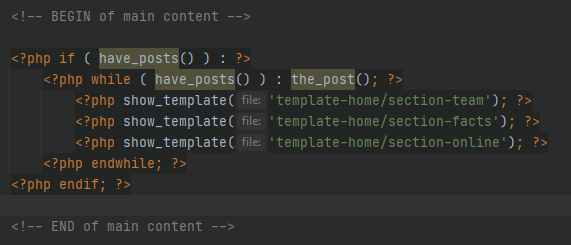 <!-- BEGIN of main content -->
<?php if ( have_posts() ) : ?>
<?php while ( have_posts() ) : the_post(); ?>
<?php show_template( file: 'template-home/section-team'); ?>
<?php show_template( file: 'template-home/section-facts'); ?>
<?php show_template( file: 'template-home/section-online'); ?>
<?php endwhile; ?>
<?php endif; ?>
<!-- END of main content -->